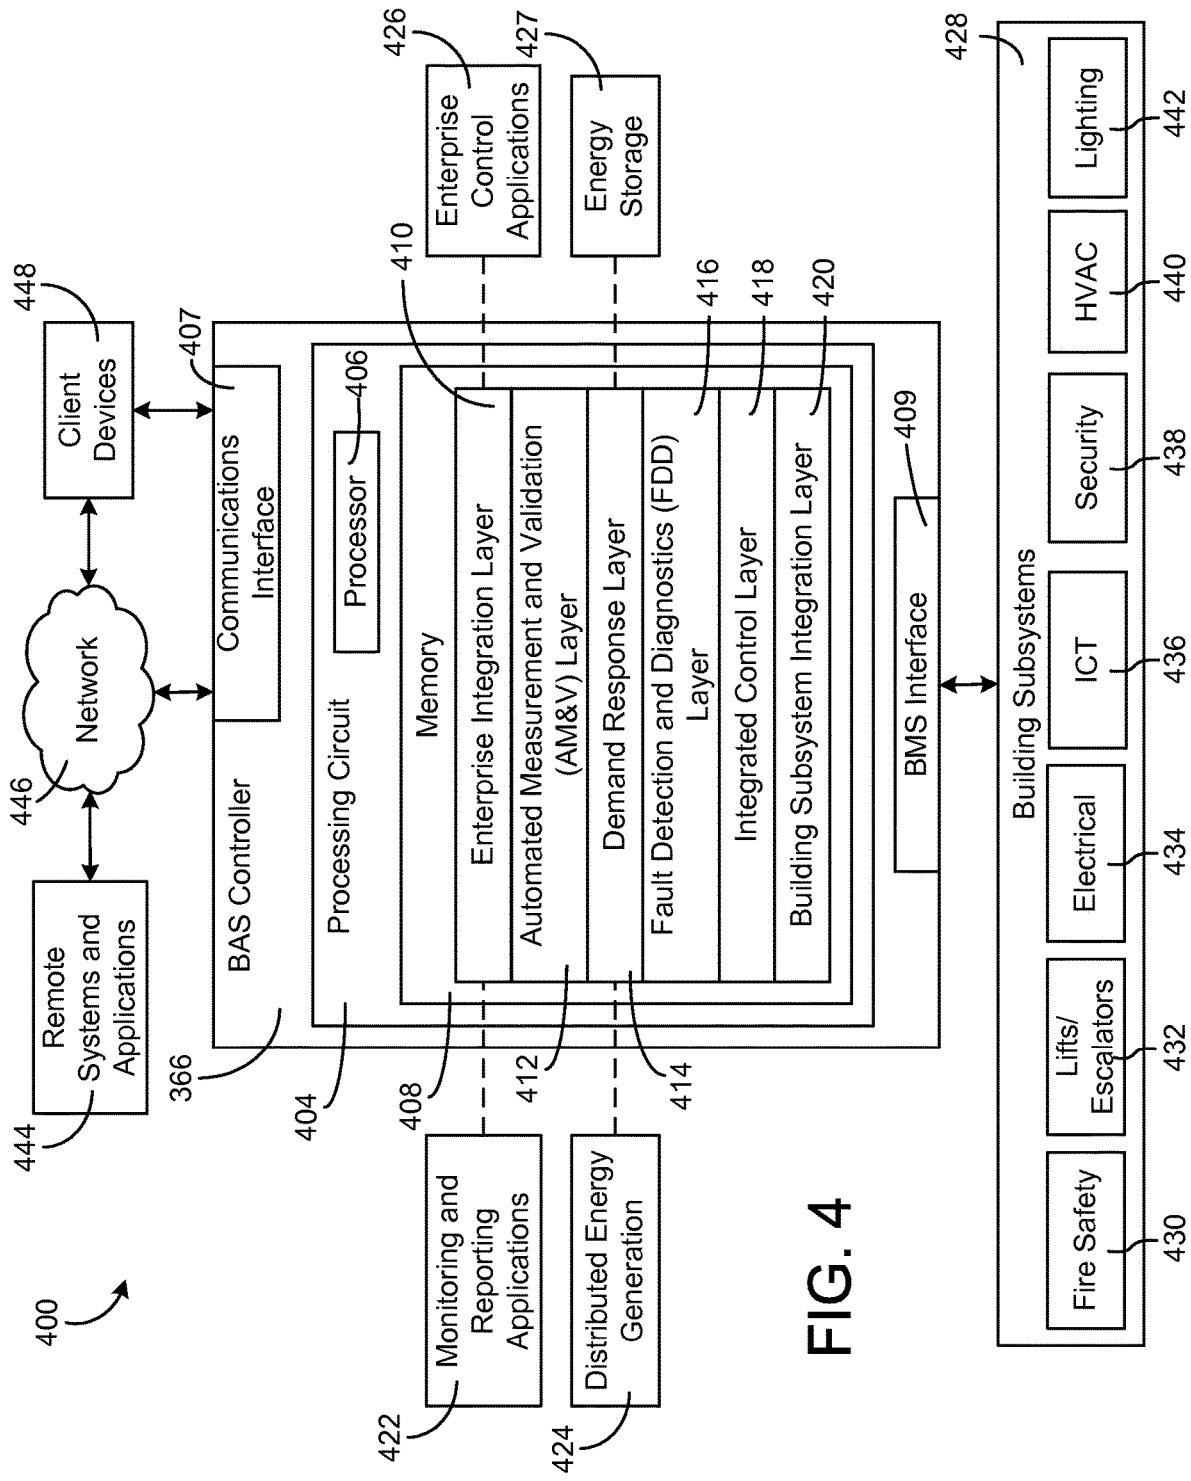 400
444
Remote
Systems and
Applications
446
Network
448
Client
Devices
366
BAS Controller
Communications
Interface
407
404
Processing Circuit
Processor
406
408
Memory
410
Enterprise Integration Layer
412
Automated Measurement and Validation
(AM&V) Layer
414
Demand Response Layer
Fault Detection and Diagnostics (FDD)
Layer
416
Integrated Control Layer
418
Building Subsystem Integration Layer
420
422
Monitoring and
Reporting
Applications
424
Distributed Energy
Generation
426
Enterprise
Control
Applications
427
Energy
Storage
BMS Interface
409
428
Building Subsystems
Fire Safety
Lifts/
Escalators
Electrical
ICT
Security
HVAC
Lighting
430
432
434
436
438
440
442
FIG. 4